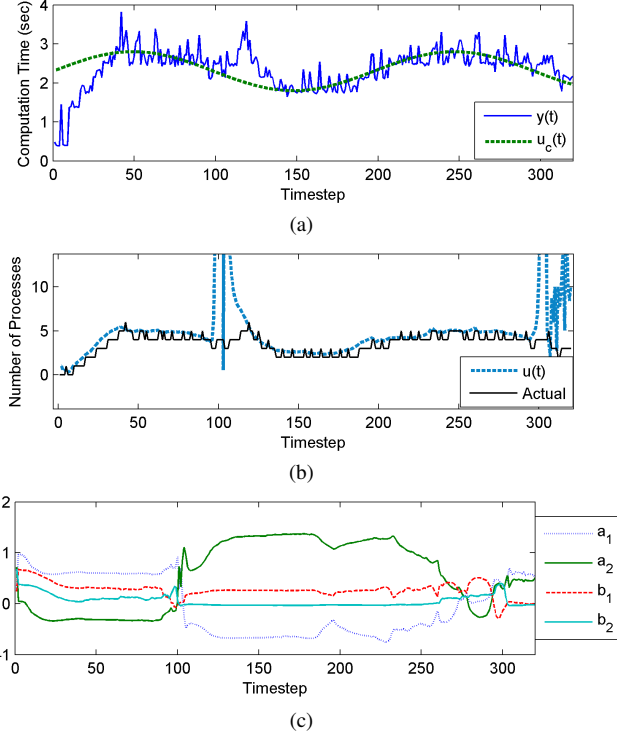 4
3
2
1
0
Computation Time (sec)
0 50 100 150 200 250 300
Timestep
y(t)
u_c(t)
(a)
10
5
0
Number of Processes
0 50 100 150 200 250 300
Timestep
u(t)
Actual
(b)
2
1
0
-1
0 50 100 150 200 250 300
Timestep
a_1
a_2
b_1
b_2
(c)